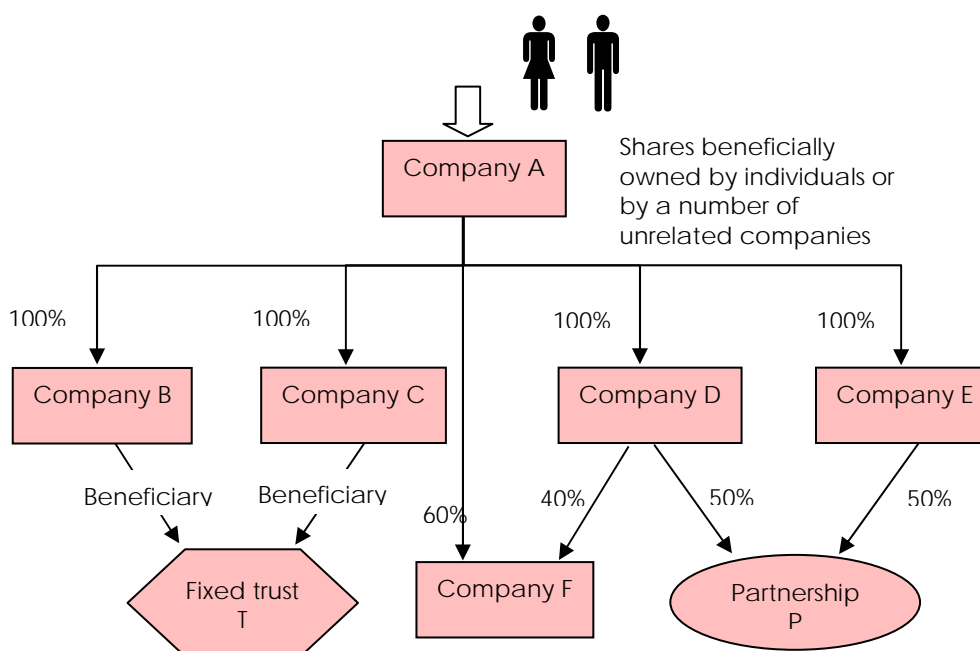 Company A
Shares beneficially
owned by individuals or
by a number of
unrelated companies
100%
100%
100%
100%
Company B
Company C
Company D
Company E
Beneficiary
Beneficiary
60%
40%
50%
50%
Fixed trust
T
Company F
Partnership
P